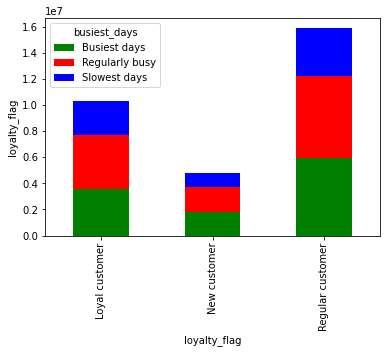 1e7
busiest_days
Busiest days
Regularly busy
Slowest days
1.6
1.4
1.2
1.0
0.8
0.6
0.4
0.2
0.0
loyalty_flag
Loyal customer
New customer
Regular customer
loyalty_flag